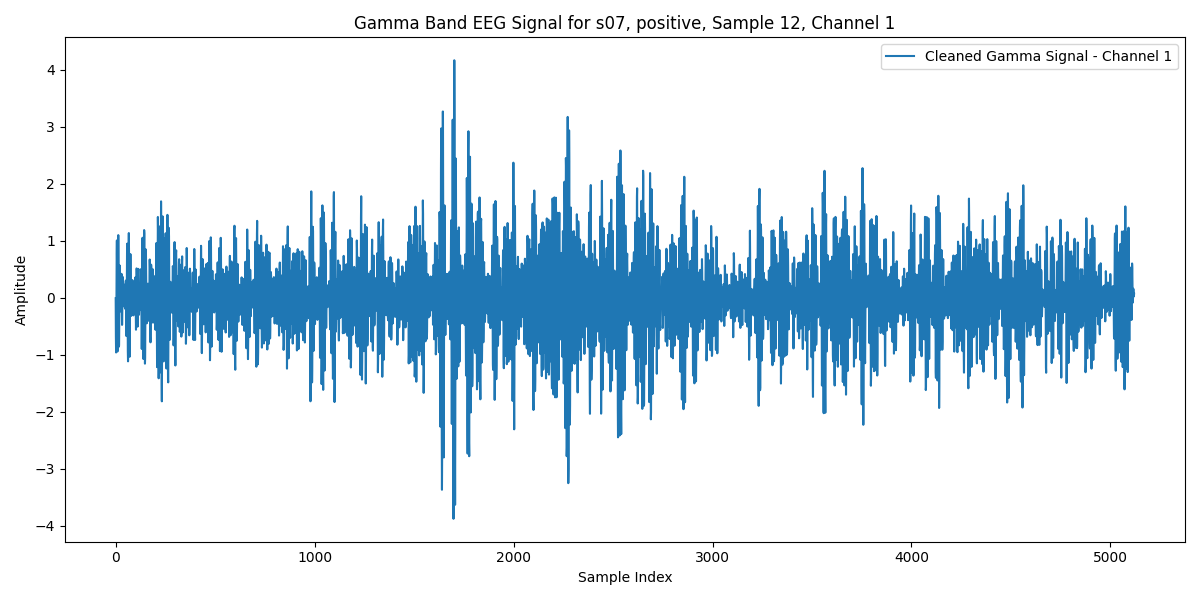 Gamma Band EEG Signal for s07, positive, Sample 12, Channel 1
Cleaned Gamma Signal - Channel 1
4
3
2
1
0
−1
−2
−3
−4
Amplitude
0 1000 2000 3000 4000 5000
Sample Index